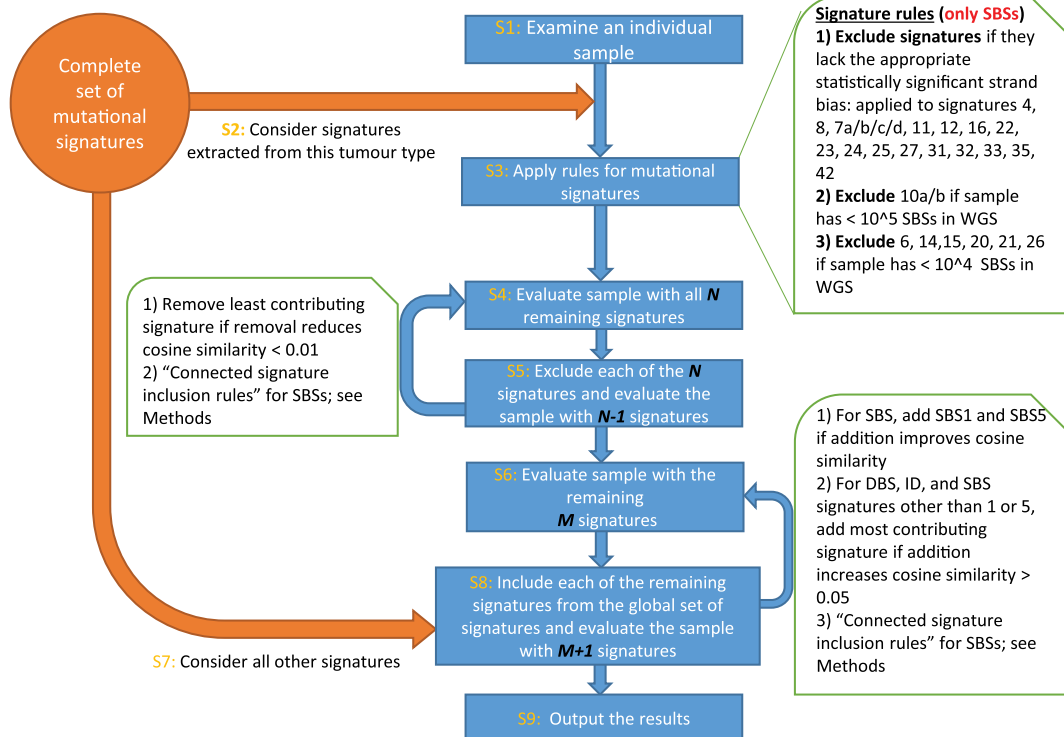 Complete
set of
mutational
signatures
S1: Examine an individual
sample
S2: Consider signatures
extracted from this tumour type
S3: Apply rules for mutational
signatures
Signature rules (only SBSs)
1) Exclude signatures if they
lack the appropriate
statistically significant strand
bias: applied to signatures 4,
8, 7a/b/c/d, 11, 12, 16, 22,
23, 24, 25, 27, 31, 32, 33, 35,
42
2) Exclude 10a/b if sample
has < 10^5 SBSs in WGS
3) Exclude 6, 14,15, 20, 21, 26
if sample has < 10^4 SBSs in
WGS
S4: Evaluate sample with all N
remaining signatures
1) Remove least contributing
signature if removal reduces
cosine similarity < 0.01
2) “Connected signature
inclusion rules” for SBSs; see
Methods
S5: Exclude each of the N
signatures and evaluate the
sample with N-1 signatures
S6: Evaluate sample with the
remaining
M signatures
1) For SBS, add SBS1 and SBS5
if addition improves cosine
similarity
2) For DBS, ID, and SBS
signatures other than 1 or 5,
add most contributing
signature if addition
increases cosine similarity >
0.05
3) “Connected signature
inclusion rules” for SBSs; see
Methods
S7: Consider all other signatures
S8: Include each of the remaining
signatures from the global set of
signatures and evaluate the sample
with M+1 signatures
S9: Output the results